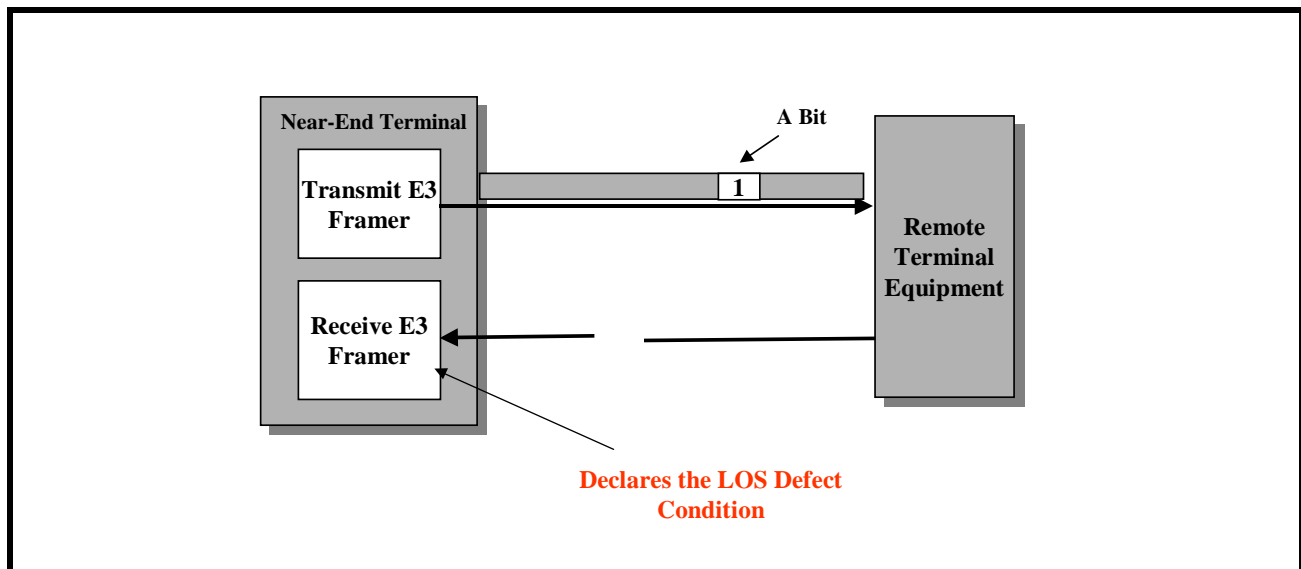 Near-End Terminal
A Bit
Transmit E3
Framer
1
Remote
Terminal
Equipment
Receive E3
Framer
Declares the LOS Defect
Condition